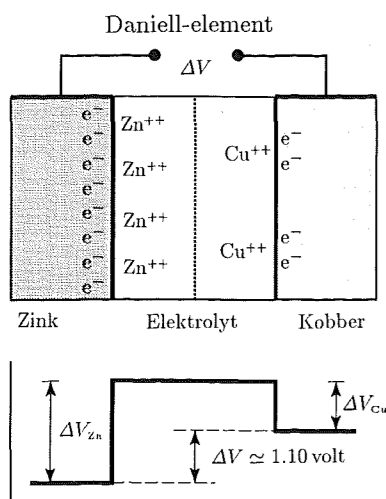 Daniell-element
ΔV
e⁻ Zn⁺⁺
e⁻
e⁻ Zn⁺⁺ Cu⁺⁺ e⁻
e⁻ e⁻
e⁻ Zn⁺⁺
e⁻ Cu⁺⁺ e⁻
e⁻ Zn⁺⁺ e⁻
e⁻
Zink Elektrolyt Kobber
ΔV_Zn ΔV_Cu
ΔV ≃ 1.10 volt